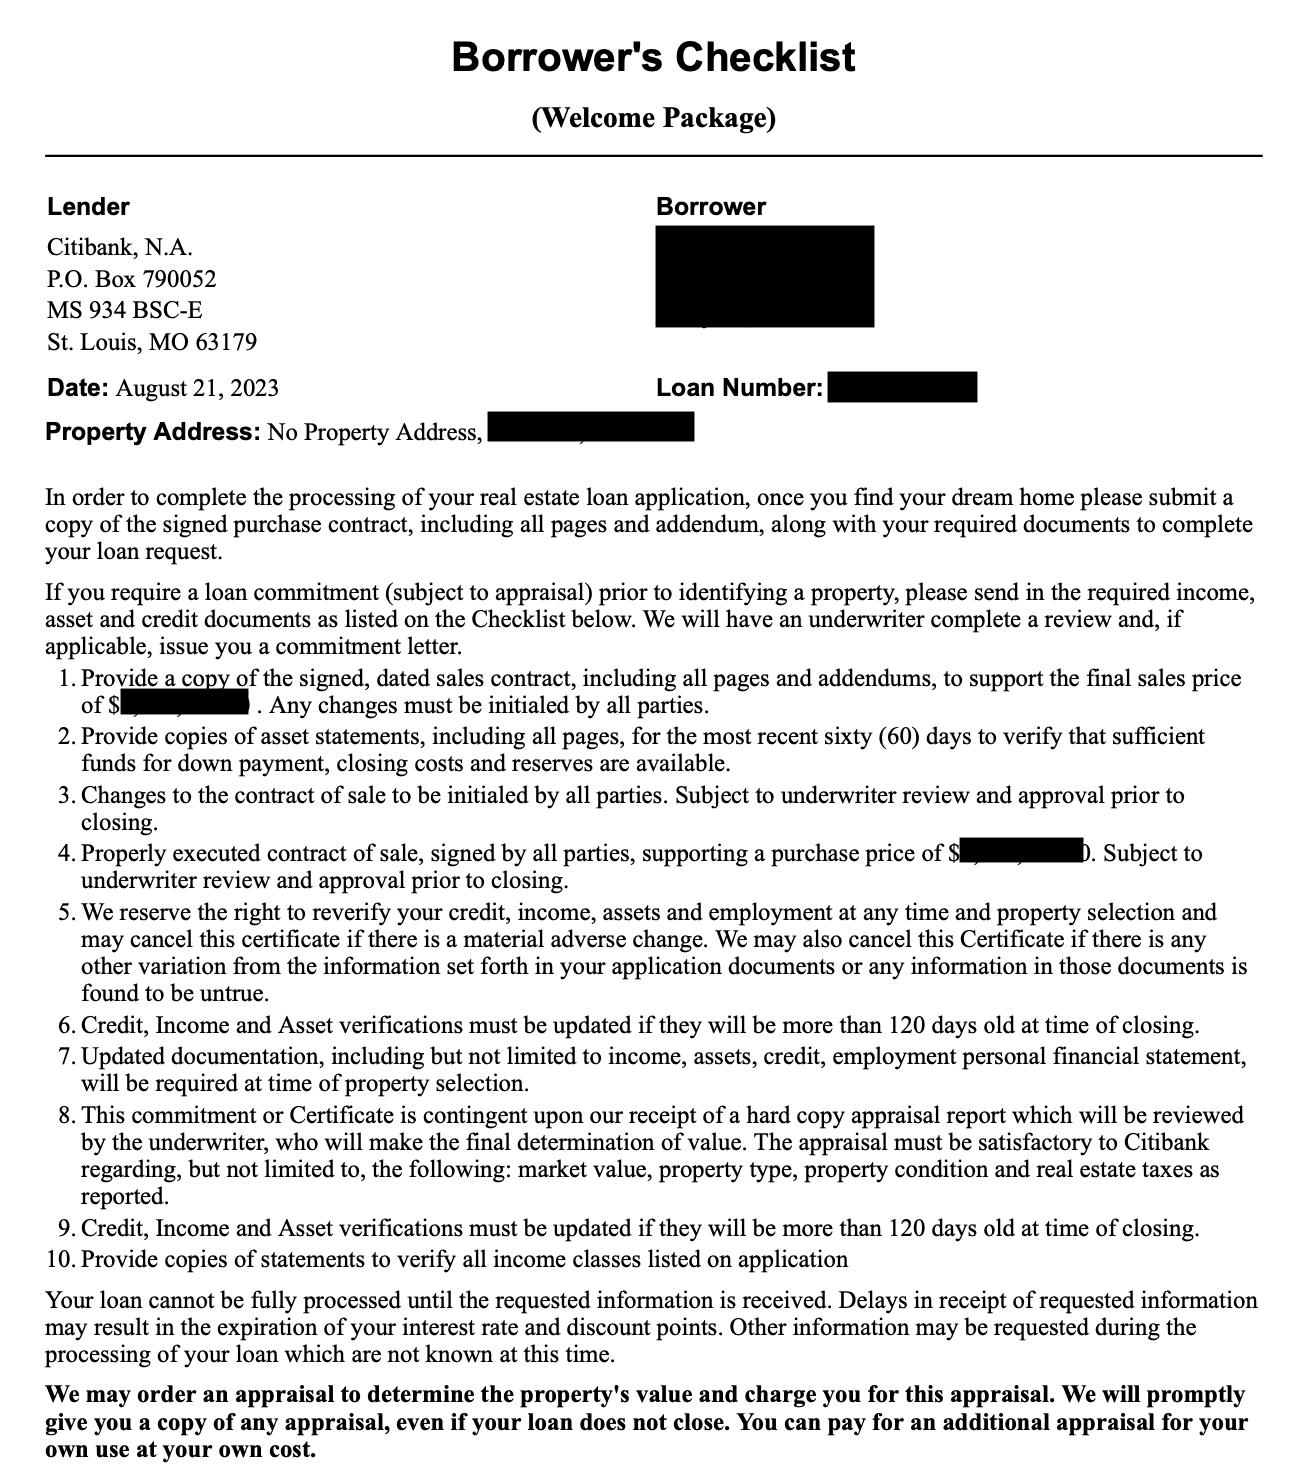 Borrower's Checklist
(Welcome Package)
Lender
Citibank, N.A.
P.O. Box 790052
MS 934 BSC-E
St. Louis, MO 63179
Borrower
Date: August 21, 2023
Loan Number:
Property Address: No Property Address,
In order to complete the processing of your real estate loan application, once you find your dream home please submit a
copy of the signed purchase contract, including all pages and addendum, along with your required documents to complete
your loan request.
If you require a loan commitment (subject to appraisal) prior to identifying a property, please send in the required income,
asset and credit documents as listed on the Checklist below. We will have an underwriter complete a review and, if
applicable, issue you a commitment letter.
1. Provide a copy of the signed, dated sales contract, including all pages and addendums, to support the final sales price
of $ . Any changes must be initialed by all parties.
2. Provide copies of asset statements, including all pages, for the most recent sixty (60) days to verify that sufficient
funds for down payment, closing costs and reserves are available.
3. Changes to the contract of sale to be initialed by all parties. Subject to underwriter review and approval prior to
closing.
4. Properly executed contract of sale, signed by all parties, supporting a purchase price of $ 0. Subject to
underwriter review and approval prior to closing.
5. We reserve the right to reverify your credit, income, assets and employment at any time and property selection and
may cancel this certificate if there is a material adverse change. We may also cancel this Certificate if there is any
other variation from the information set forth in your application documents or any information in those documents is
found to be untrue.
6. Credit, Income and Asset verifications must be updated if they will be more than 120 days old at time of closing.
7. Updated documentation, including but not limited to income, assets, credit, employment personal financial statement,
will be required at time of property selection.
8. This commitment or Certificate is contingent upon our receipt of a hard copy appraisal report which will be reviewed
by the underwriter, who will make the final determination of value. The appraisal must be satisfactory to Citibank
regarding, but not limited to, the following: market value, property type, property condition and real estate taxes as
reported.
9. Credit, Income and Asset verifications must be updated if they will be more than 120 days old at time of closing.
10. Provide copies of statements to verify all income classes listed on application
Your loan cannot be fully processed until the requested information is received. Delays in receipt of requested information
may result in the expiration of your interest rate and discount points. Other information may be requested during the
processing of your loan which are not known at this time.
We may order an appraisal to determine the property's value and charge you for this appraisal. We will promptly
give you a copy of any appraisal, even if your loan does not close. You can pay for an additional appraisal for your
own use at your own cost.